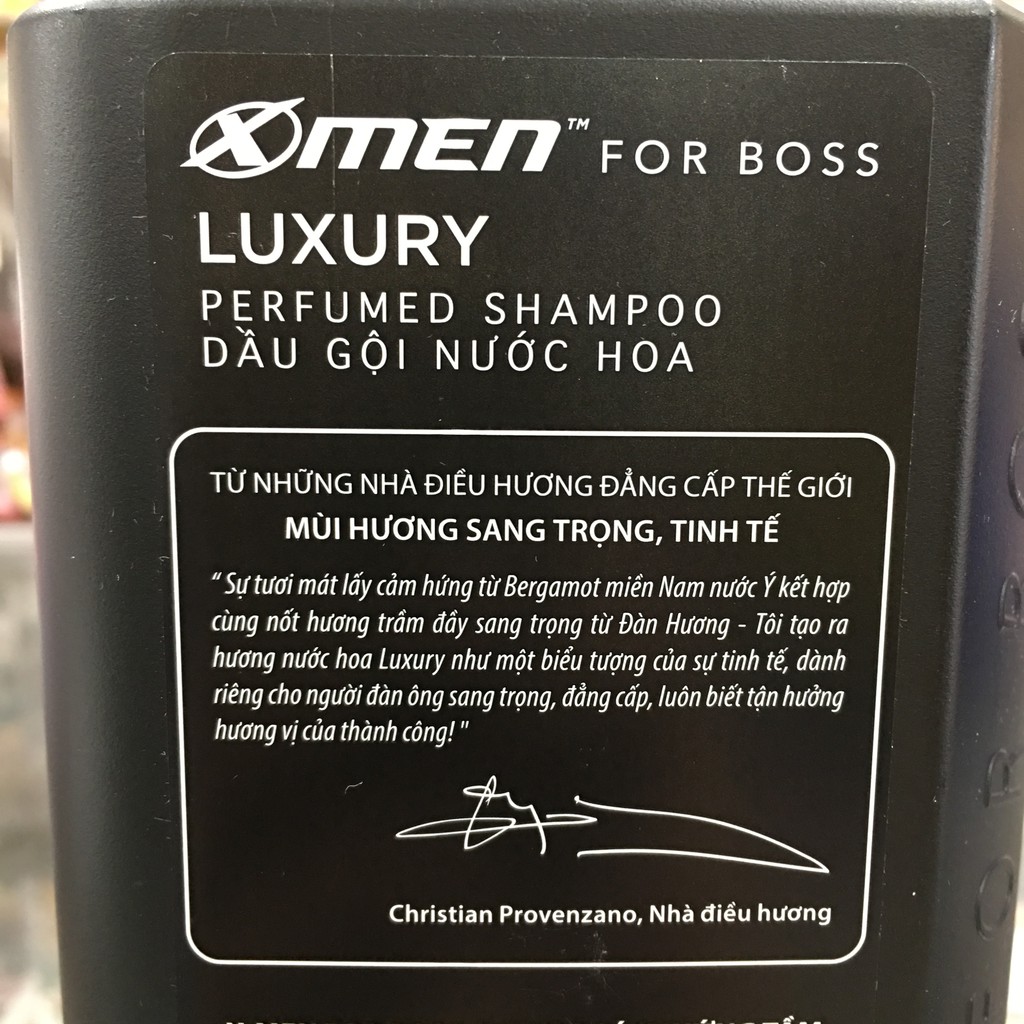 XMEN™ FOR BOSS
LUXURY
PERFUMED SHAMPOO
DẦU GỘI NƯỚC HOA
TỪ NHỮNG NHÀ ĐIỀU HƯƠNG ĐẲNG CẤP THẾ GIỚI
MÙI HƯƠNG SANG TRỌNG, TINH TẾ
“ Sự tươi mát lấy cảm hứng từ Bergamot miền Nam nước Ý kết hợp
cùng nốt hương trầm đầy sang trọng từ Đàn Hương - Tôi tạo ra
hương nước hoa Luxury như một biểu tượng của sự tinh tế, dành
riêng cho người đàn ông sang trọng, đẳng cấp, luôn biết tận hưởng
hương vị của thành công! "
Christian Provenzano, Nhà điều hương
FOR BOS